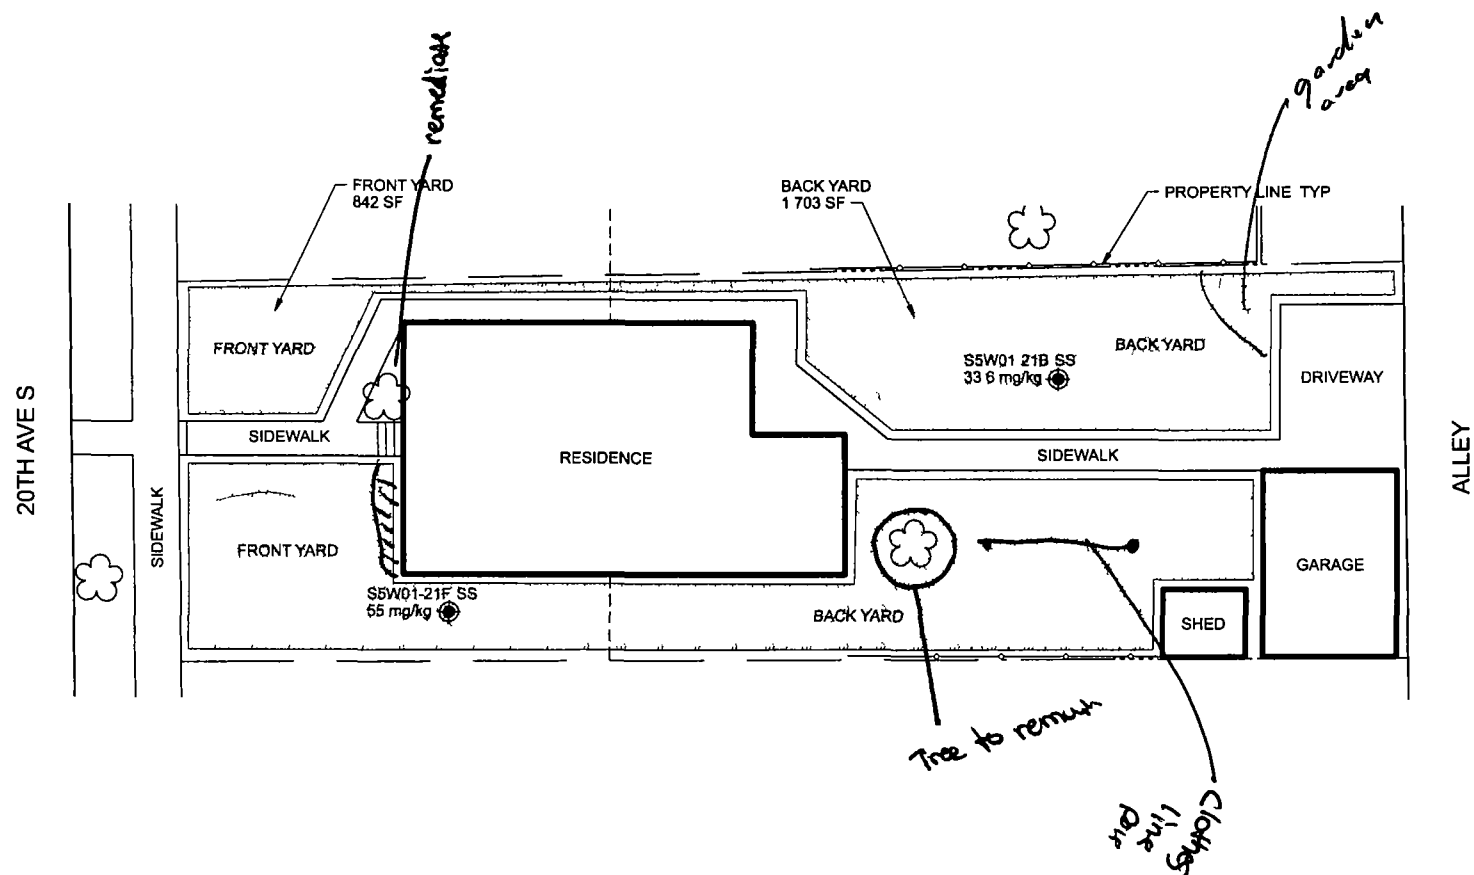 remediate
garden
area
FRONT YARD
842 SF
BACK YARD
1 703 SF
PROPERTY LINE TYP
FRONT YARD
BACK YARD
S5W01 21B SS
33 6 mg/kg
DRIVEWAY
20TH AVE S
SIDEWALK
RESIDENCE
SIDEWALK
ALLEY
SIDEWALK
FRONT YARD
GARAGE
S5W01-21F SS
55 mg/kg
BACK YARD
SHED
Tree to
Clothes
line